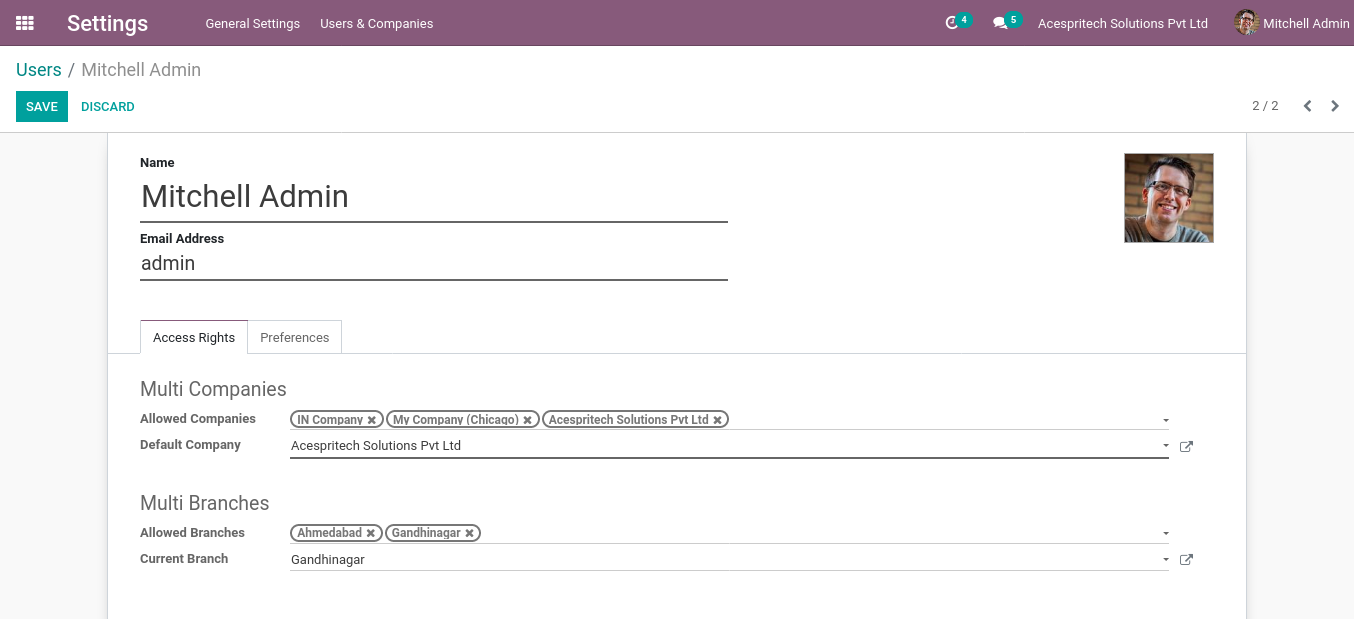 Settings General Settings Users & Companies 4 5 Acespritech Solutions Pvt Ltd Mitchell Admin
Users / Mitchell Admin
SAVE DISCARD 2 / 2
Name
Mitchell Admin
Email Address
admin
Access Rights Preferences
Multi Companies
Allowed Companies IN Company My Company (Chicago) Acespritech Solutions Pvt Ltd
Default Company Acespritech Solutions Pvt Ltd
Multi Branches
Allowed Branches Ahmedabad Gandhinagar
Current Branch Gandhinagar